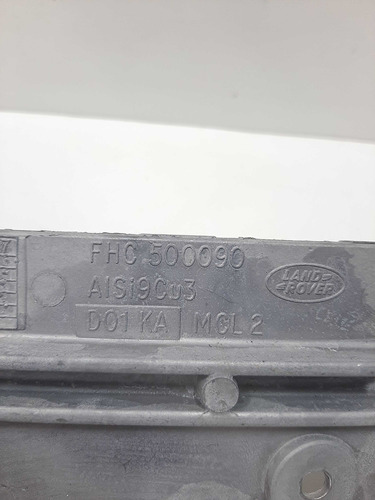 FHC 500090
AlSi9Cu3
D01 KA MGL 2
LAND
ROVER